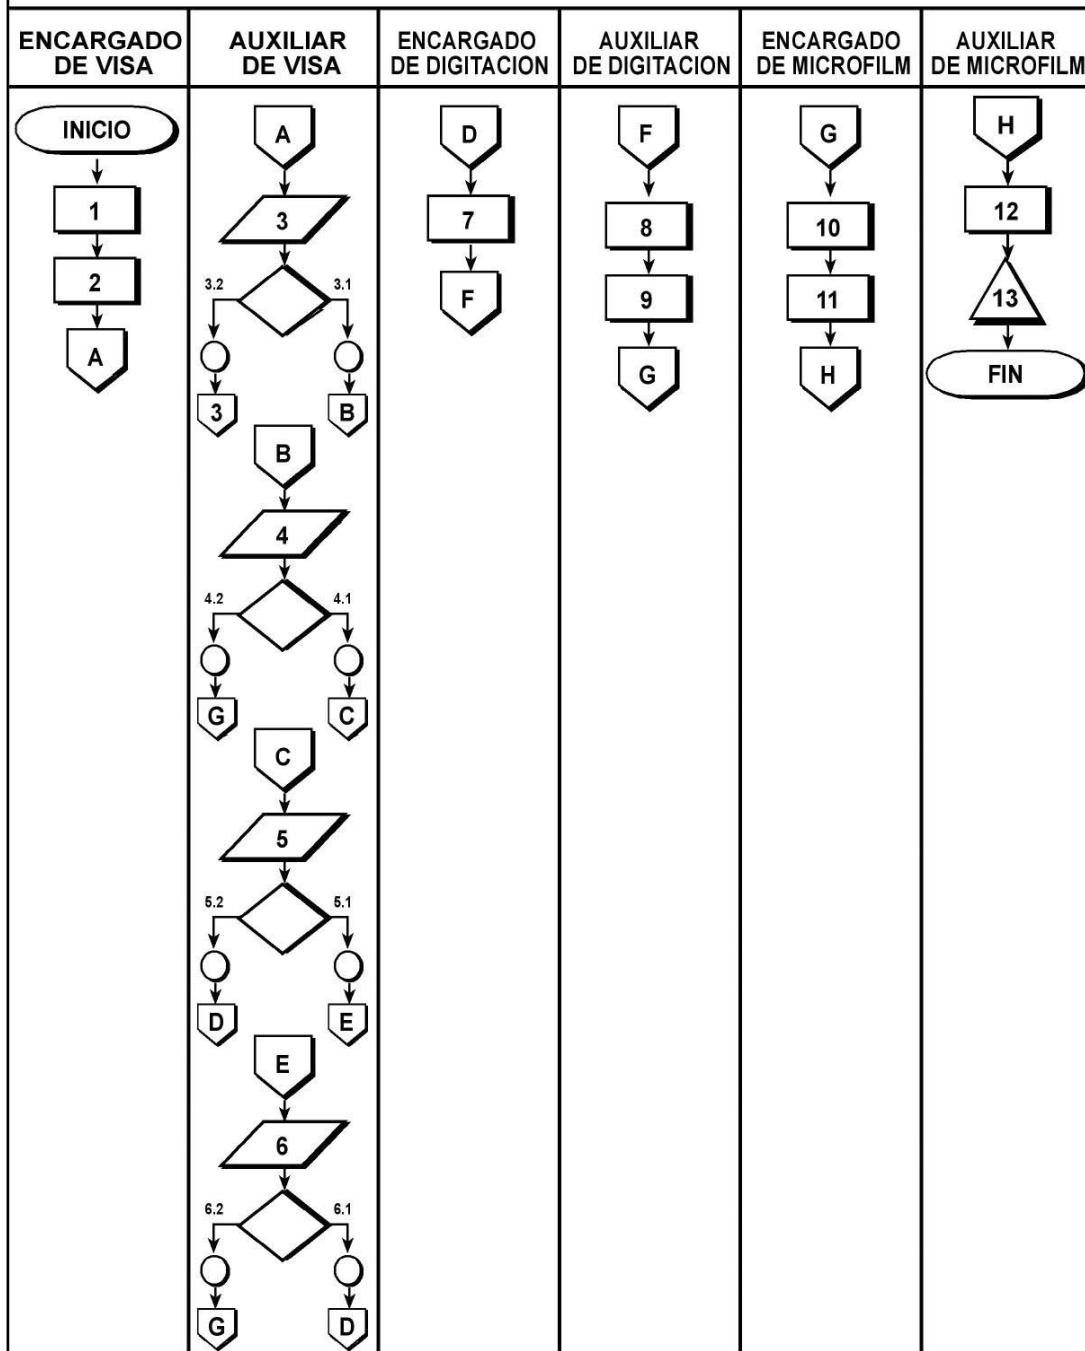 ENCARGADO
DE VISA
AUXILIAR
DE VISA
ENCARGADO
DE DIGITACION
AUXILIAR
DE DIGITACION
ENCARGADO
DE MICROFILM
AUXILIAR
DE MICROFILM
INICIO
1
2
A
A
3
3.2
3.1
3
B
B
4
4.2
4.1
G
C
C
5
5.2
5.1
D
E
E
6
6.2
6.1
G
D
D
7
F
F
8
9
G
G
10
11
H
H
12
13
FIN